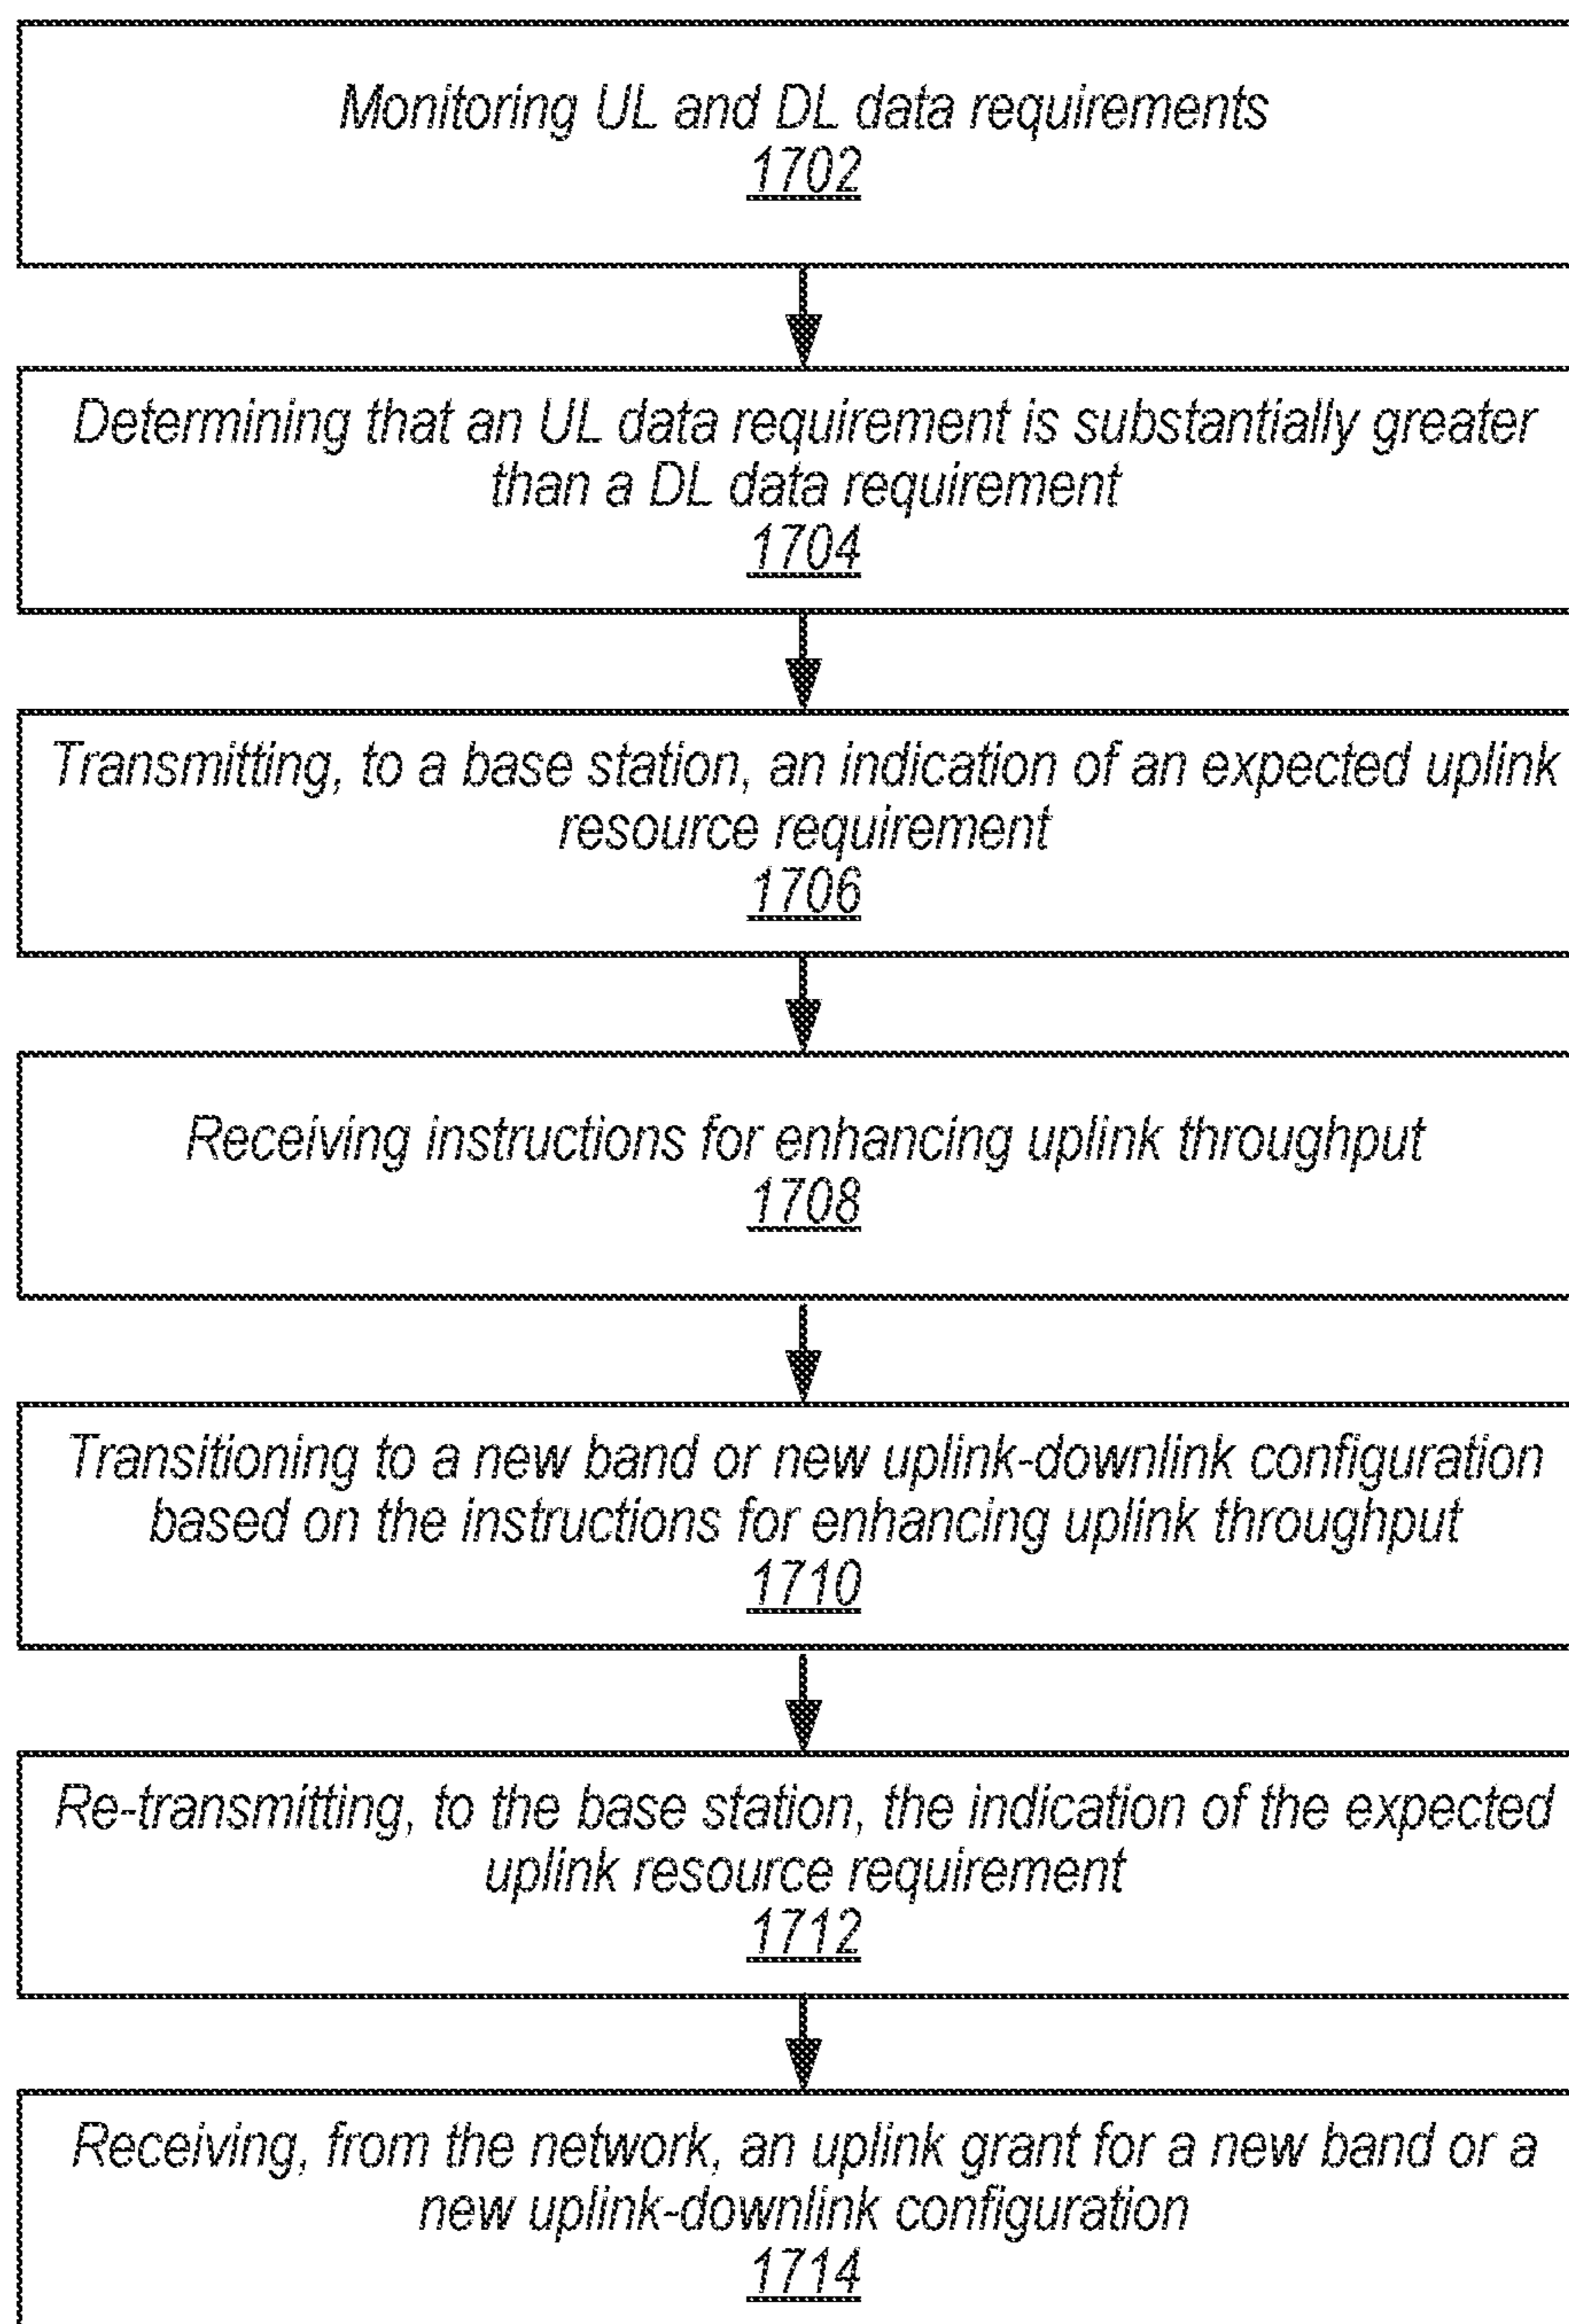 Monitoring UL and DL data requirements
1702
Determining that an UL data requirement is substantially greater
than a DL data requirement
1704
Transmitting, to a base station, an indication of an expected uplink
resource requirement
1706
Receiving instructions for enhancing uplink throughput
1708
Transitioning to a new band or new uplink-downlink configuration
based on the instructions for enhancing uplink throughput
1710
Re-transmitting, to the base station, the indication of the expected
uplink resource requirement
1712
Receiving, from the network, an uplink grant for a new band or a
new uplink-downlink configuration
1714